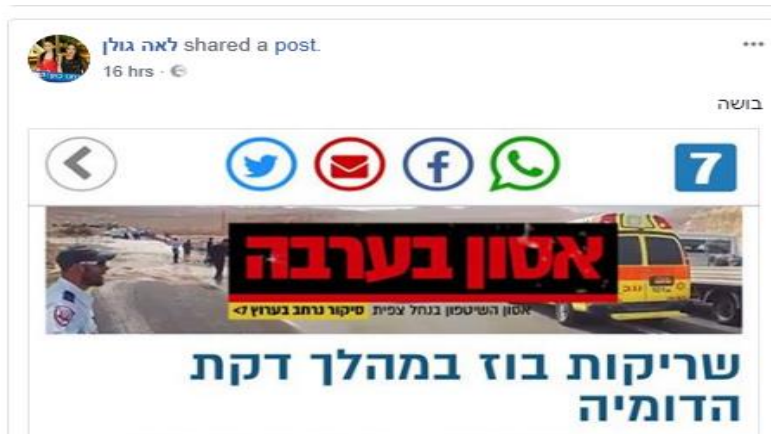 לאה גולן shared a post.
16 hrs
בושה
7
אסון בערבה
אסון השיטפון בנחל צפית סיקור נרחב בערוץ 7>
שריקות בוז במהלך דקת
הדומיה